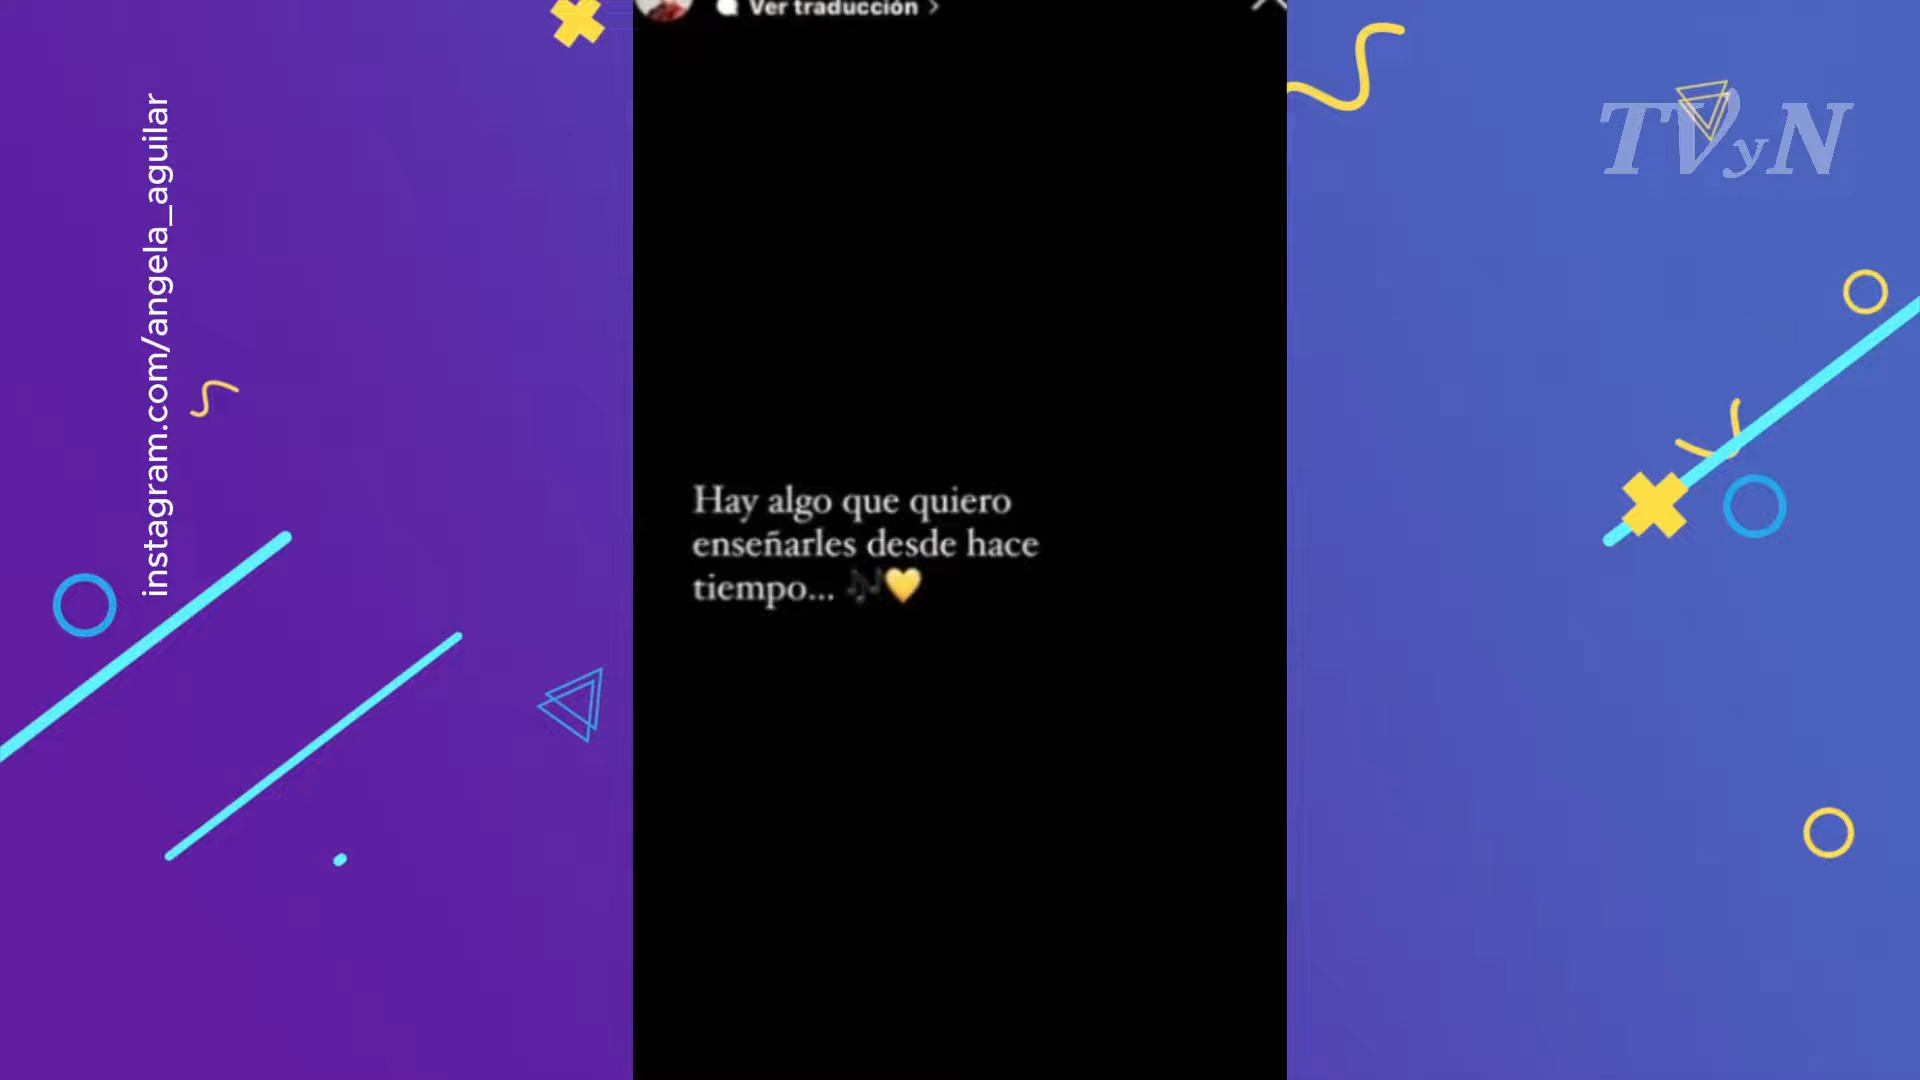 Ver traducción
instagram.com/angela_aguilar
TVyN
Hay algo que quiero
enseñarles desde hace
tiempo... 🎶💛